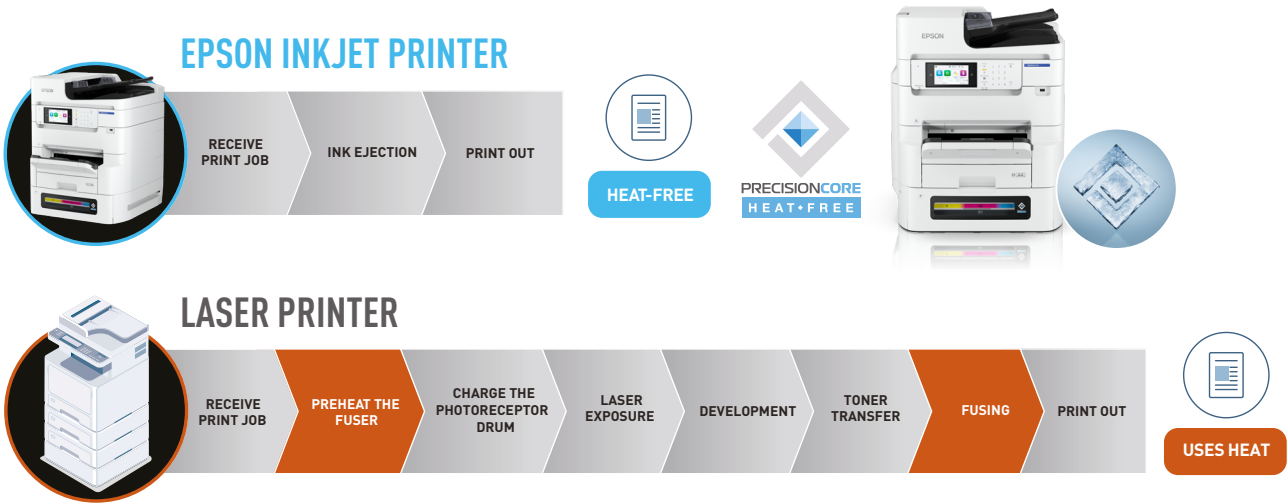 EPSON INKJET PRINTER
EPSON
RECEIVE
PRINT JOB
INK EJECTION
PRINT OUT
HEAT-FREE
PRECISIONCORE
HEAT FREE
EPSON
LASER PRINTER
RECEIVE
PRINT JOB
PREHEAT THE
FUSER
CHARGE THE
PHOTORECEPTOR
DRUM
LASER
EXPOSURE
DEVELOPMENT
TONER
TRANSFER
FUSING
PRINT OUT
USES HEAT